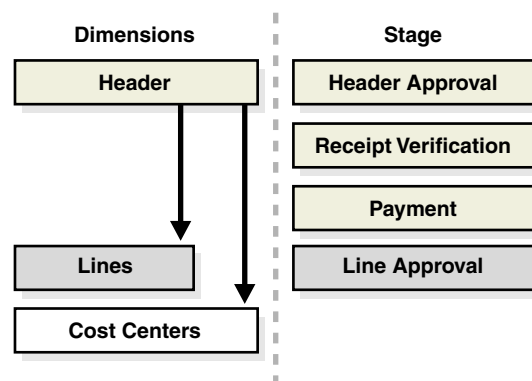 Dimensions
Header
Lines
Cost Centers
Stage
Header Approval
Receipt Verification
Payment
Line Approval